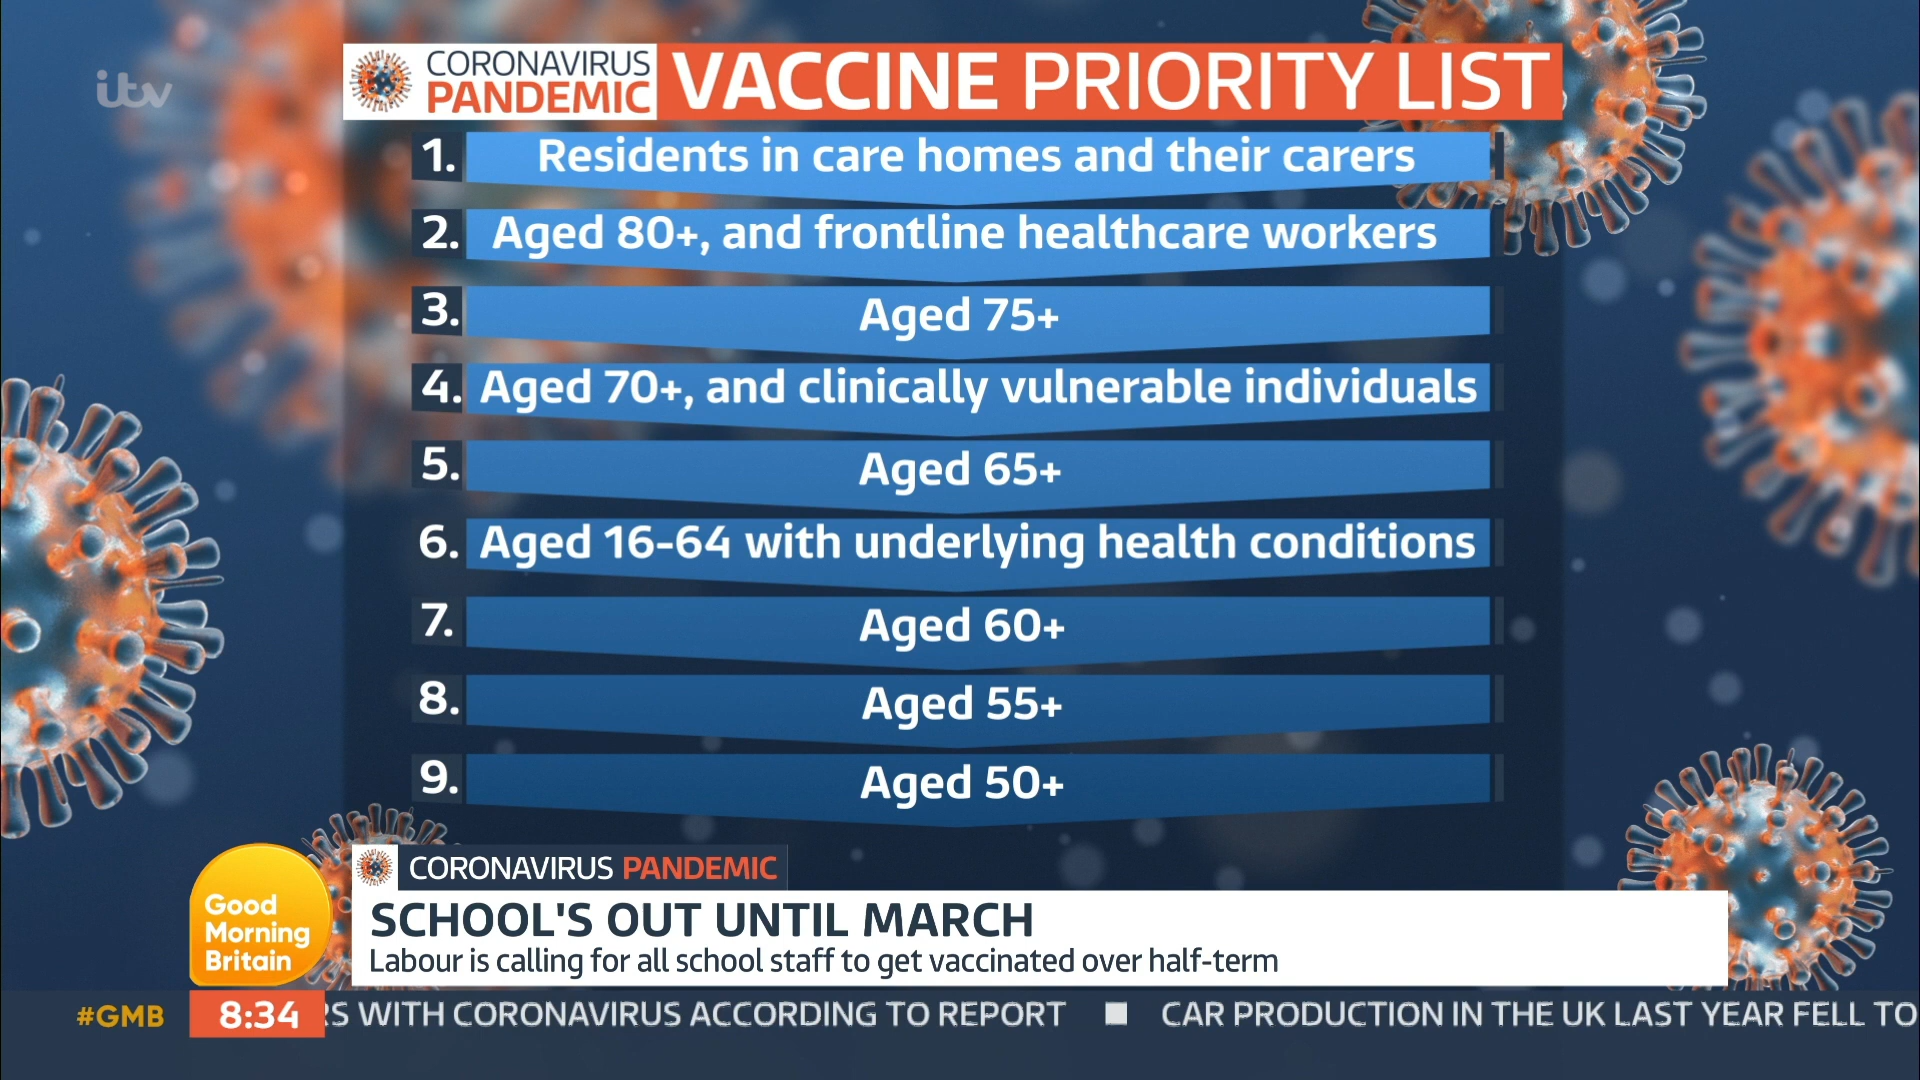 itv
CORONAVIRUS
PANDEMIC
VACCINE PRIORITY LIST
1. Residents in care homes and their carers
2. Aged 80+, and frontline healthcare workers
3. Aged 75+
4. Aged 70+, and clinically vulnerable individuals
5. Aged 65+
6. Aged 16-64 with underlying health conditions
7. Aged 60+
8. Aged 55+
9. Aged 50+
CORONAVIRUS PANDEMIC
Good
Morning
Britain
SCHOOL'S OUT UNTIL MARCH
Labour is calling for all school staff to get vaccinated over half-term
#GMB 8:34 RS WITH CORONAVIRUS ACCORDING TO REPORT ■ CAR PRODUCTION IN THE UK LAST YEAR FELL TO